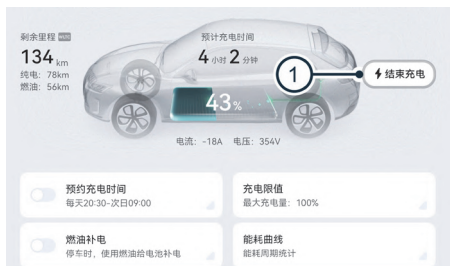 剩余里程 WLTC
134 km
纯电: 78km
燃油: 56km
预计充电时间
4 小时 2 分钟
1
结束充电
43%
电流: -18A 电压: 354V
预约充电时间
每天20:30-次日09:00
充电限值
最大充电量: 100%
燃油补电
停车时，使用燃油给电池补电
能耗曲线
能耗周期统计